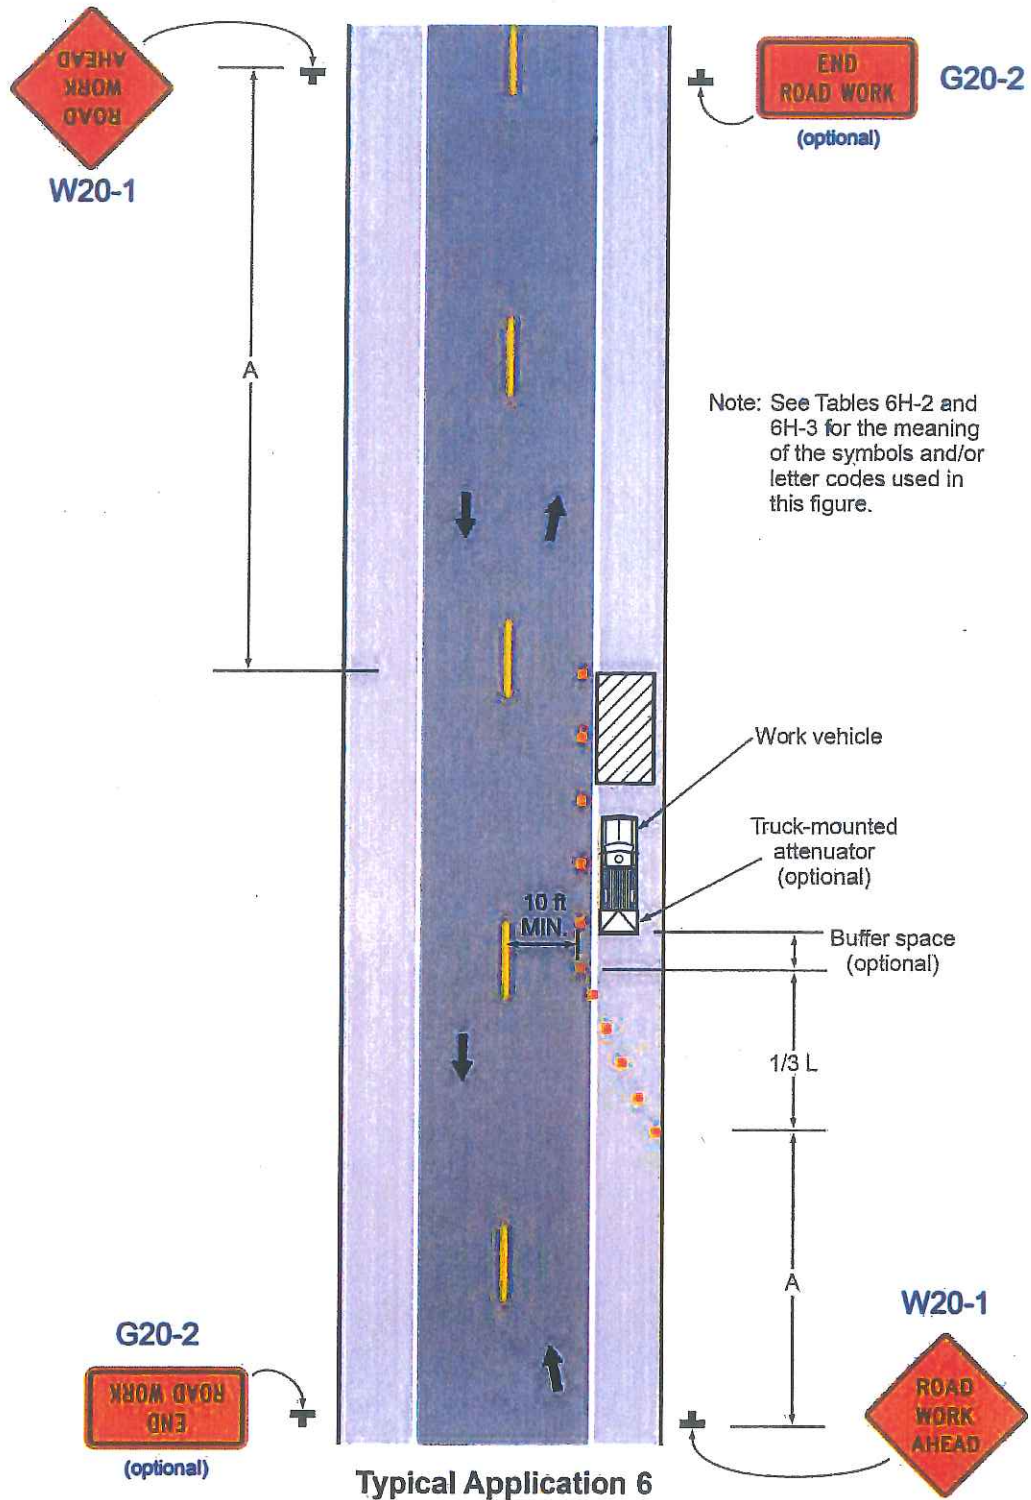 ROAD
WORK
AHEAD
W20-1
END
ROAD WORK
(optional)
G20-2
A
Note: See Tables 6H-2 and
6H-3 for the meaning
of the symbols and/or
letter codes used in
this figure.
Work vehicle
Truck-mounted
attenuator
(optional)
10 ft
MIN.
Buffer space
(optional)
1/3 L
A
G20-2
END
ROAD WORK
(optional)
W20-1
ROAD
WORK
AHEAD
Typical Application 6